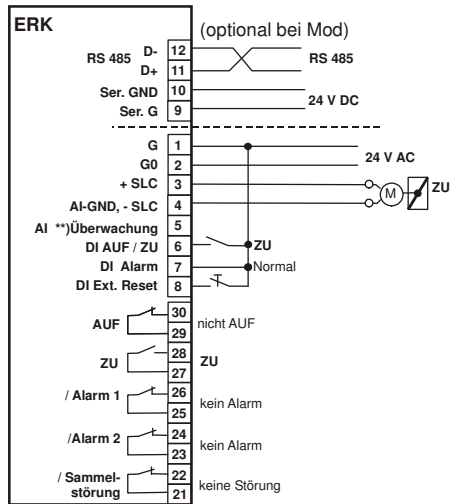 ERK
(optional bei Mod)
RS 485 D- 12 RS 485
D+ 11
Ser. GND 10 24 V DC
Ser. G 9
G 1 24 V AC
G0 2
+ SLC 3 M ZU
AI-GND, - SLC 4
AI **)Überwachung 5
DI AUF / ZU 6 ZU
DI Alarm 7 Normal
DI Ext. Reset 8
AUF 30 nicht AUF
29
ZU 28 ZU
27
/ Alarm 1 26 kein Alarm
25
/Alarm 2 24 kein Alarm
23
/ Sammel- 22 keine Störung
störung 21